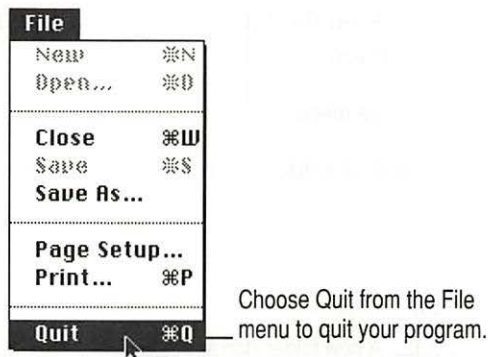 File
New ⌘N
Open... ⌘O
Close ⌘W
Save ⌘S
Save As...
Page Setup...
Print... ⌘P
Quit ⌘Q
Choose Quit from the File
menu to quit your program.